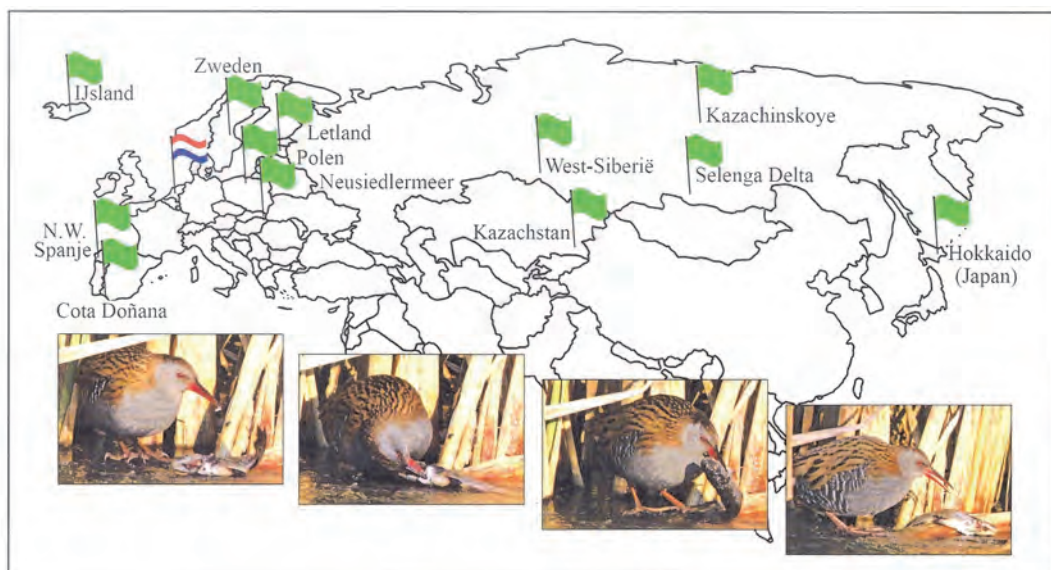 Zweden
IJsland
Letland
Polen
Neusiedlermeer
Kazachinskoye
West-Siberië
Selenga Delta
N.W.
Spanje
Kazachstan
Hokkaido
(Japan)
Cota Doñana